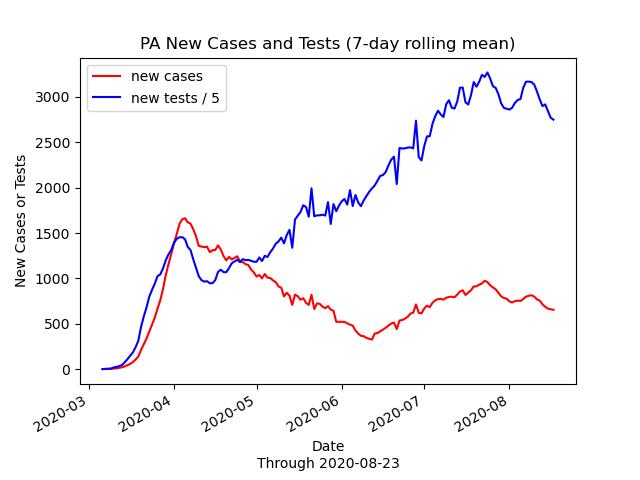 PA New Cases and Tests (7-day rolling mean)
new cases
new tests / 5
New Cases or Tests
3000
2500
2000
1500
1000
500
0
2020-03
2020-04
2020-05
2020-06
2020-07
2020-08
Date
Through 2020-08-23